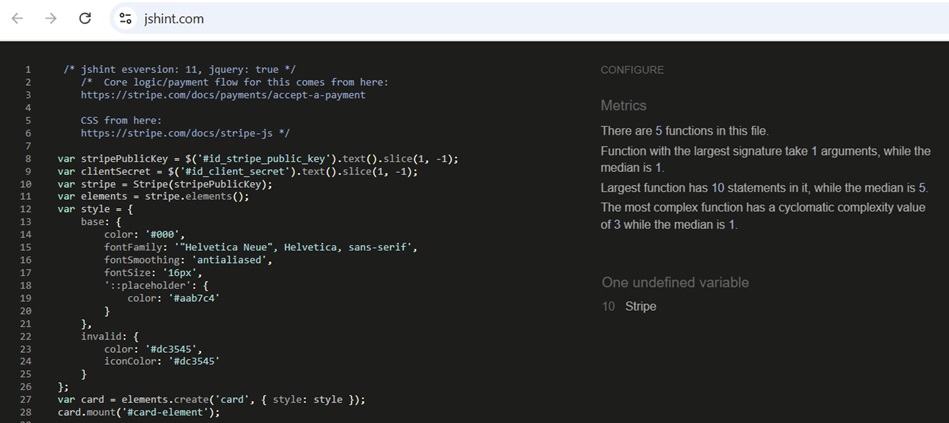 jshint.com
1 /* jshint esversion: 11, jquery: true */
2 /* Core logic/payment flow for this comes from here:
3 https://stripe.com/docs/payments/accept-a-payment
4
5 CSS from here:
6 https://stripe.com/docs/stripe-js */
7
8 var stripePublicKey = $('#id_stripe_public_key').text().slice(1, -1);
9 var clientSecret = $('#id_client_secret').text().slice(1, -1);
10 var stripe = Stripe(stripePublicKey);
11 var elements = stripe.elements();
12 var style = {
13 base: {
14 color: '#000',
15 fontFamily: '"Helvetica Neue", Helvetica, sans-serif',
16 fontSmoothing: 'antialiased',
17 fontSize: '16px',
18 '::placeholder': {
19 color: '#aab7c4'
20 }
21 },
22 invalid: {
23 color: '#dc3545',
24 iconColor: '#dc3545'
25 }
26 };
27 var card = elements.create('card', { style: style });
28 card.mount('#card-element');
CONFIGURE
Metrics
There are 5 functions in this file.
Function with the largest signature take 1 arguments, while the
median is 1.
Largest function has 10 statements in it, while the median is 5.
The most complex function has a cyclomatic complexity value
of 3 while the median is 1.
One undefined variable
10 Stripe